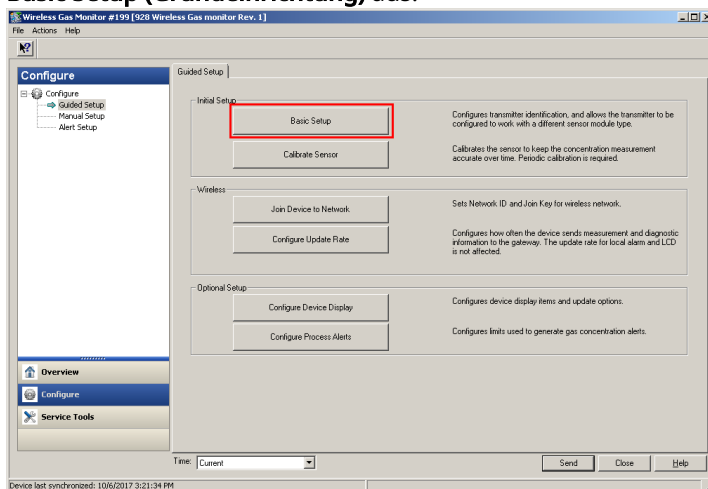 Basic Setup (Grundeinrichtung) aus.
Wireless Gas Monitor #199 [928 Wireless Gas monitor Rev. 1]
File Actions Help
Configure
Configure
Guided Setup
Manual Setup
Alert Setup
Overview
Configure
Service Tools
Guided Setup
Initial Setup
Basic Setup
Configures transmitter identification, and allows the transmitter to be
configured to work with a different sensor module type.
Calibrate Sensor
Calibrates the sensor to keep the concentration measurement
accurate over time. Periodic calibration is required.
Wireless
Join Device to Network
Sets Network ID and Join Key for wireless network.
Configure Update Rate
Configures how often the device sends measurement and diagnostic
information to the gateway. The update rate for local alarm and LCD
is not affected.
Optional Setup
Configure Device Display
Configures device display items and update options.
Configure Process Alerts
Configures limits used to generate gas concentration alerts.
Time: Current
Send Close Help
Device last synchronized: 10/6/2017 3:21:34 PM